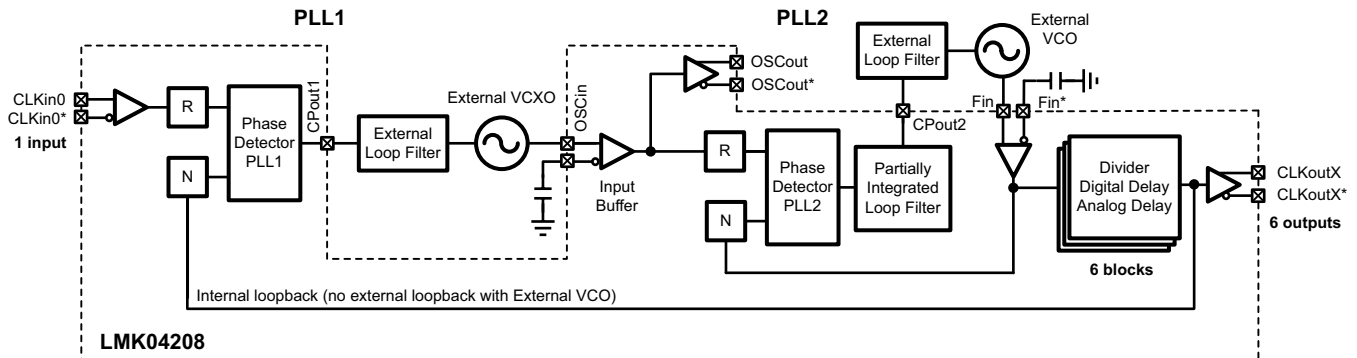 PLL1
PLL2
External
VCO
External
Loop Filter
OSCout
OSCout*
CLKin0
CLKin0*
1 input
R
N
Phase
Detector
PLL1
CPout1
External VCXO
External
Loop Filter
OSCin
Input
Buffer
R
N
Phase
Detector
PLL2
CPout2
Partially
Integrated
Loop Filter
Fin
Fin*
Divider
Digital Delay
Analog Delay
6 blocks
CLKoutX
CLKoutX*
6 outputs
Internal loopback (no external loopback with External VCO)
LMK04208